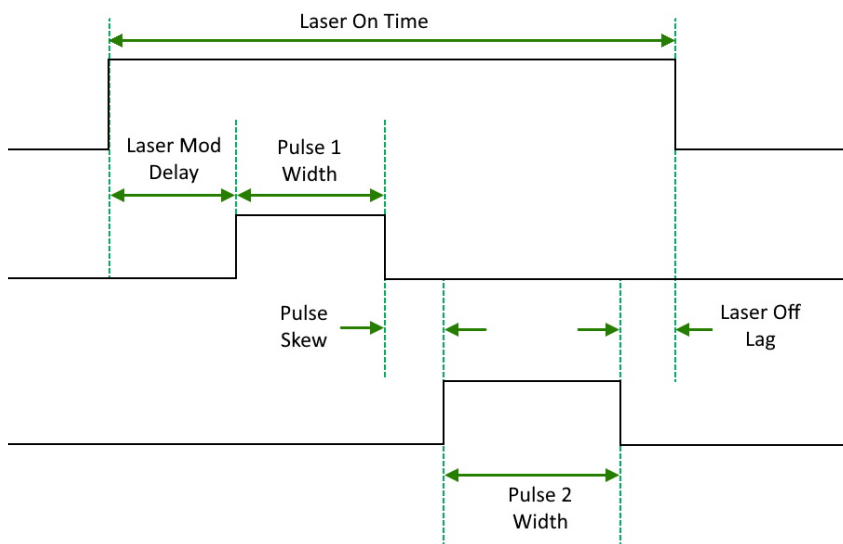 Laser On Time
Laser Mod
Delay
Pulse 1
Width
Pulse
Skew
Laser Off
Lag
Pulse 2
Width